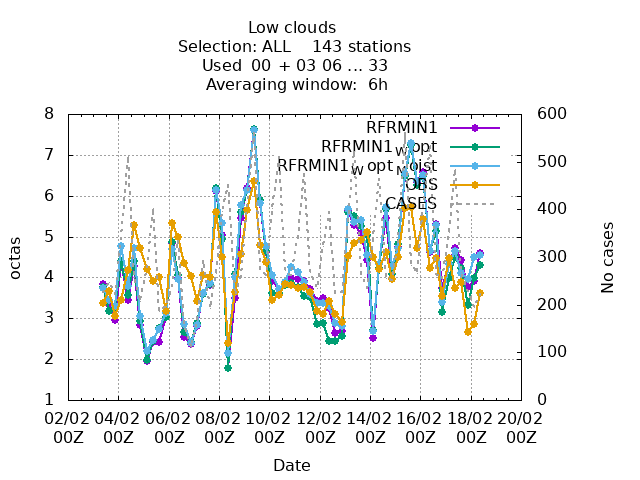 Low clouds
Selection: ALL 143 stations
Used 00 + 03 06 ... 33
Averaging window: 6h
8
7
6
5
4
3
2
1
octas
600
500
400
300
200
100
0
No cases
RFRMIN1
RFRMIN1wopt
RFRMIN1woptNoist
OBS
CASES
02/02 04/02 06/02 08/02 10/02 12/02 14/02 16/02 18/02 20/02
00Z 00Z 00Z 00Z 00Z 00Z 00Z 00Z 00Z 00Z
Date